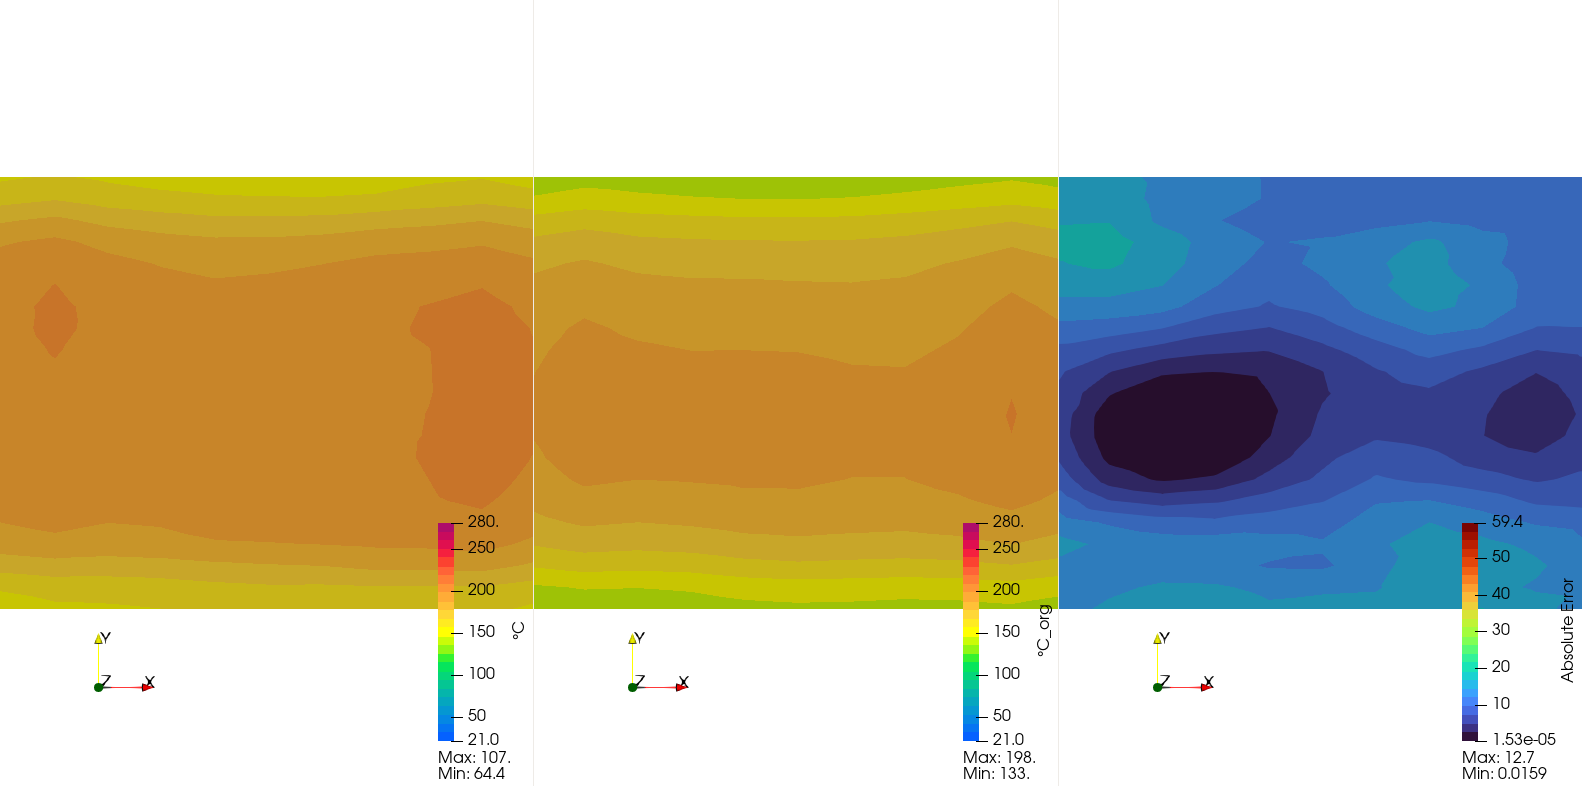 280.
250
200
150
100
50
21.0
°C
Max: 107.
Min: 64.4
Y
Z
X
280.
250
200
150
100
50
21.0
°C_org
Max: 198.
Min: 133.
Y
Z
X
59.4
50
40
30
20
10
1.53e-05
Absolute Error
Max: 12.7
Min: 0.0159
Y
Z
X